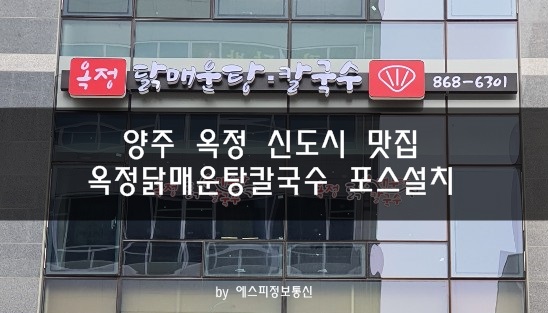 옥정 닭매운탕·칼국수 868-6301
양주 옥정 신도시 맛집
옥정닭매운탕칼국수 포스설치
by 에스피정보통신